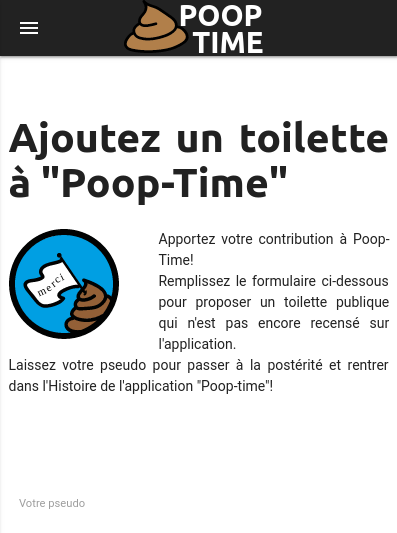 POOP
TIME
Ajoutez un toilette
à "Poop-Time"
merci
Apportez votre contribution à Poop-
Time!
Remplissez le formulaire ci-dessous
pour proposer un toilette publique
qui n'est pas encore recensé sur
l'application.
Laissez votre pseudo pour passer à la postérité et rentrer
dans l'Histoire de l'application "Poop-time"!
Votre pseudo